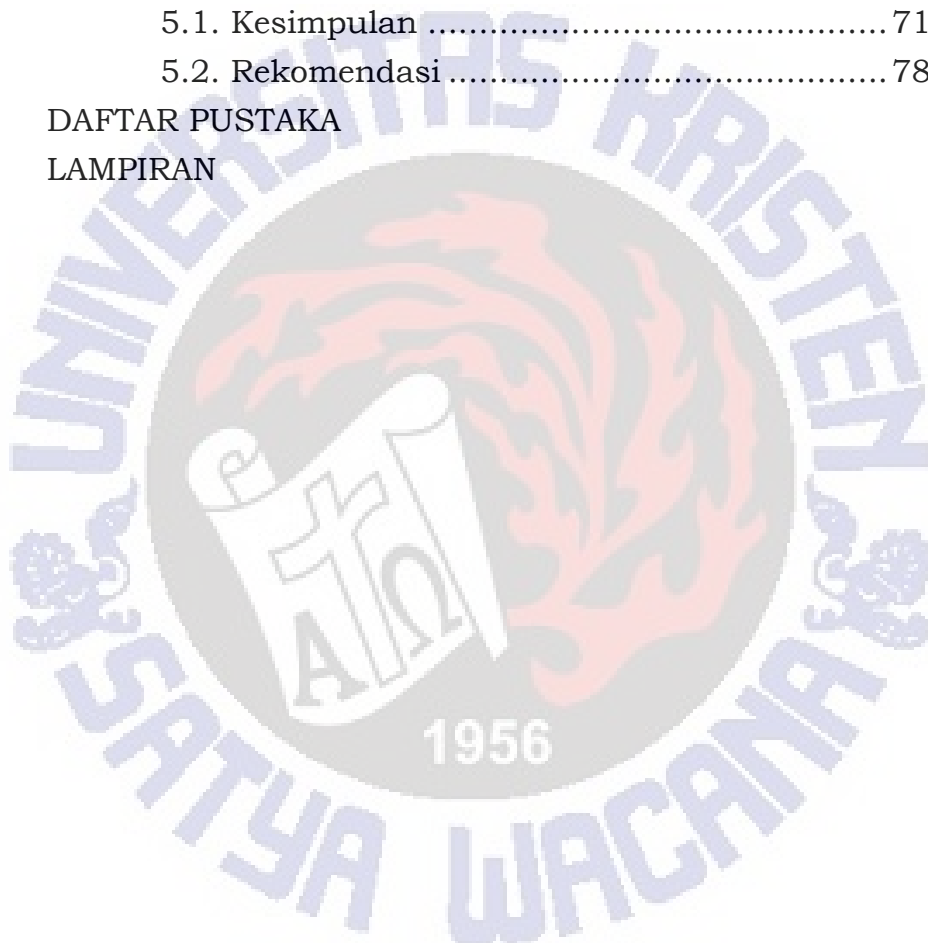 5.1. Kesimpulan ............................................. 71
5.2. Rekomendasi ........................................... 78
DAFTAR PUSTAKA
LAMPIRAN
UNIVERSITAS KRISTEN
Α Ω
1956
SATYA WACANA